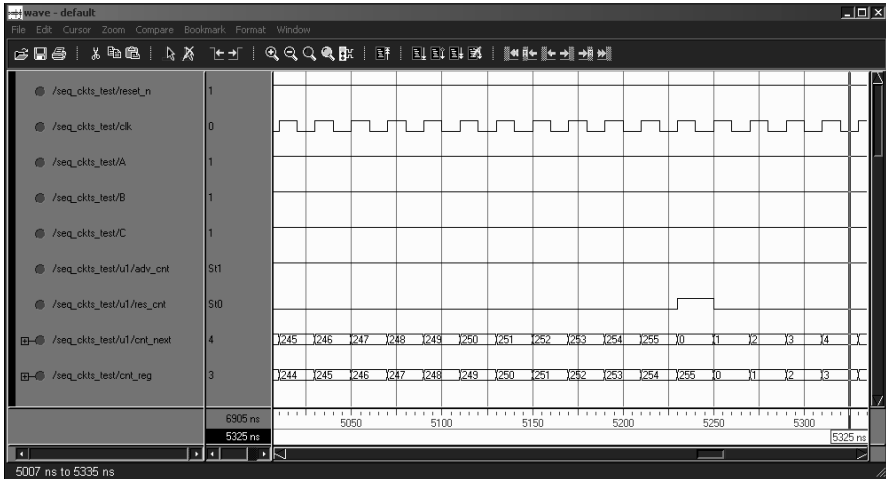 wave - default
File Edit Cursor Zoom Compare Bookmark Format Window
/seq_ckts_test/reset_n 1
/seq_ckts_test/clk 0
/seq_ckts_test/A 1
/seq_ckts_test/B 1
/seq_ckts_test/C 1
/seq_ckts_test/u1/adv_cnt St1
/seq_ckts_test/u1/res_cnt St0
/seq_ckts_test/u1/cnt_next 4 245 246 247 248 249 250 251 252 253 254 255 0 1 2 3 4
/seq_ckts_test/cnt_reg 3 244 245 246 247 248 249 250 251 252 253 254 255 0 1 2 3
6905 ns 5050 5100 5150 5200 5250 5300
5325 ns 5325 ns
5007 ns to 5335 ns